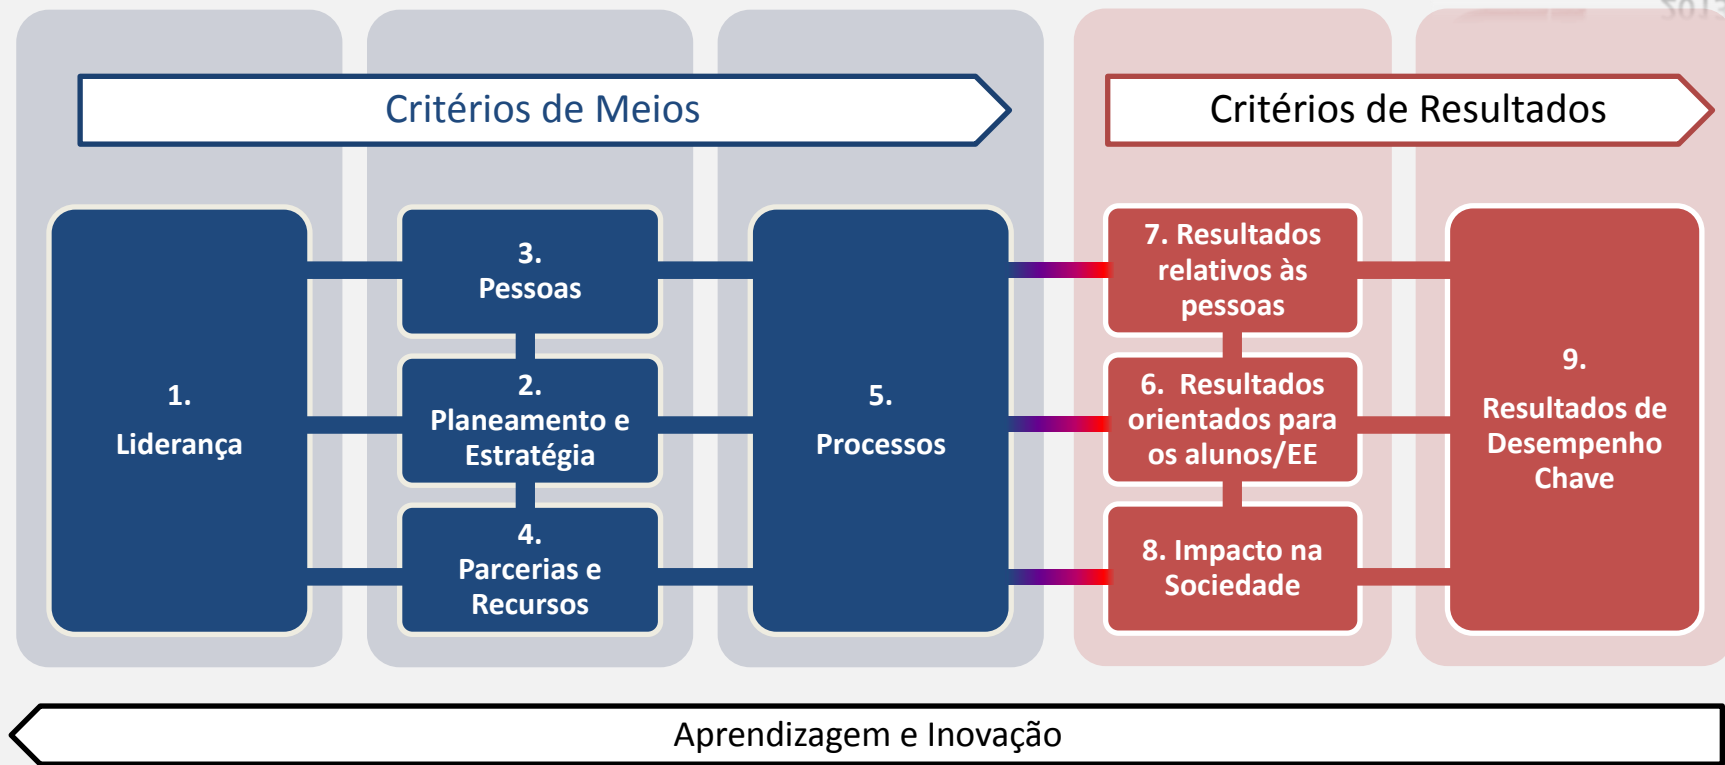 2013
Critérios de Meios
Critérios de Resultados
1.
Liderança
3.
Pessoas
2.
Planeamento e
Estratégia
4.
Parcerias e
Recursos
5.
Processos
7. Resultados
relativos às
pessoas
6. Resultados
orientados para
os alunos/EE
8. Impacto na
Sociedade
9.
Resultados de
Desempenho
Chave
Aprendizagem e Inovação